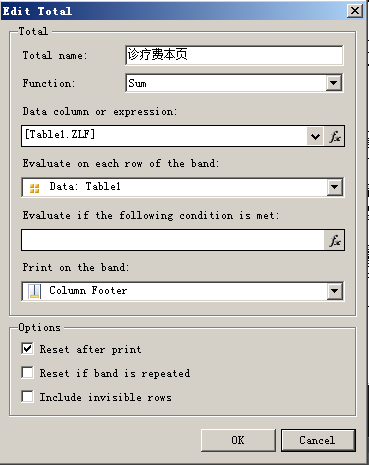 Edit Total
Total
Total name: 诊疗费本页
Function: Sum
Data column or expression:
[Table1.ZLF]
Evaluate on each row of the band:
Data: Table1
Evaluate if the following condition is met:
Print on the band:
Column Footer
Options
Reset after print
Reset if band is repeated
Include invisible rows
OK Cancel